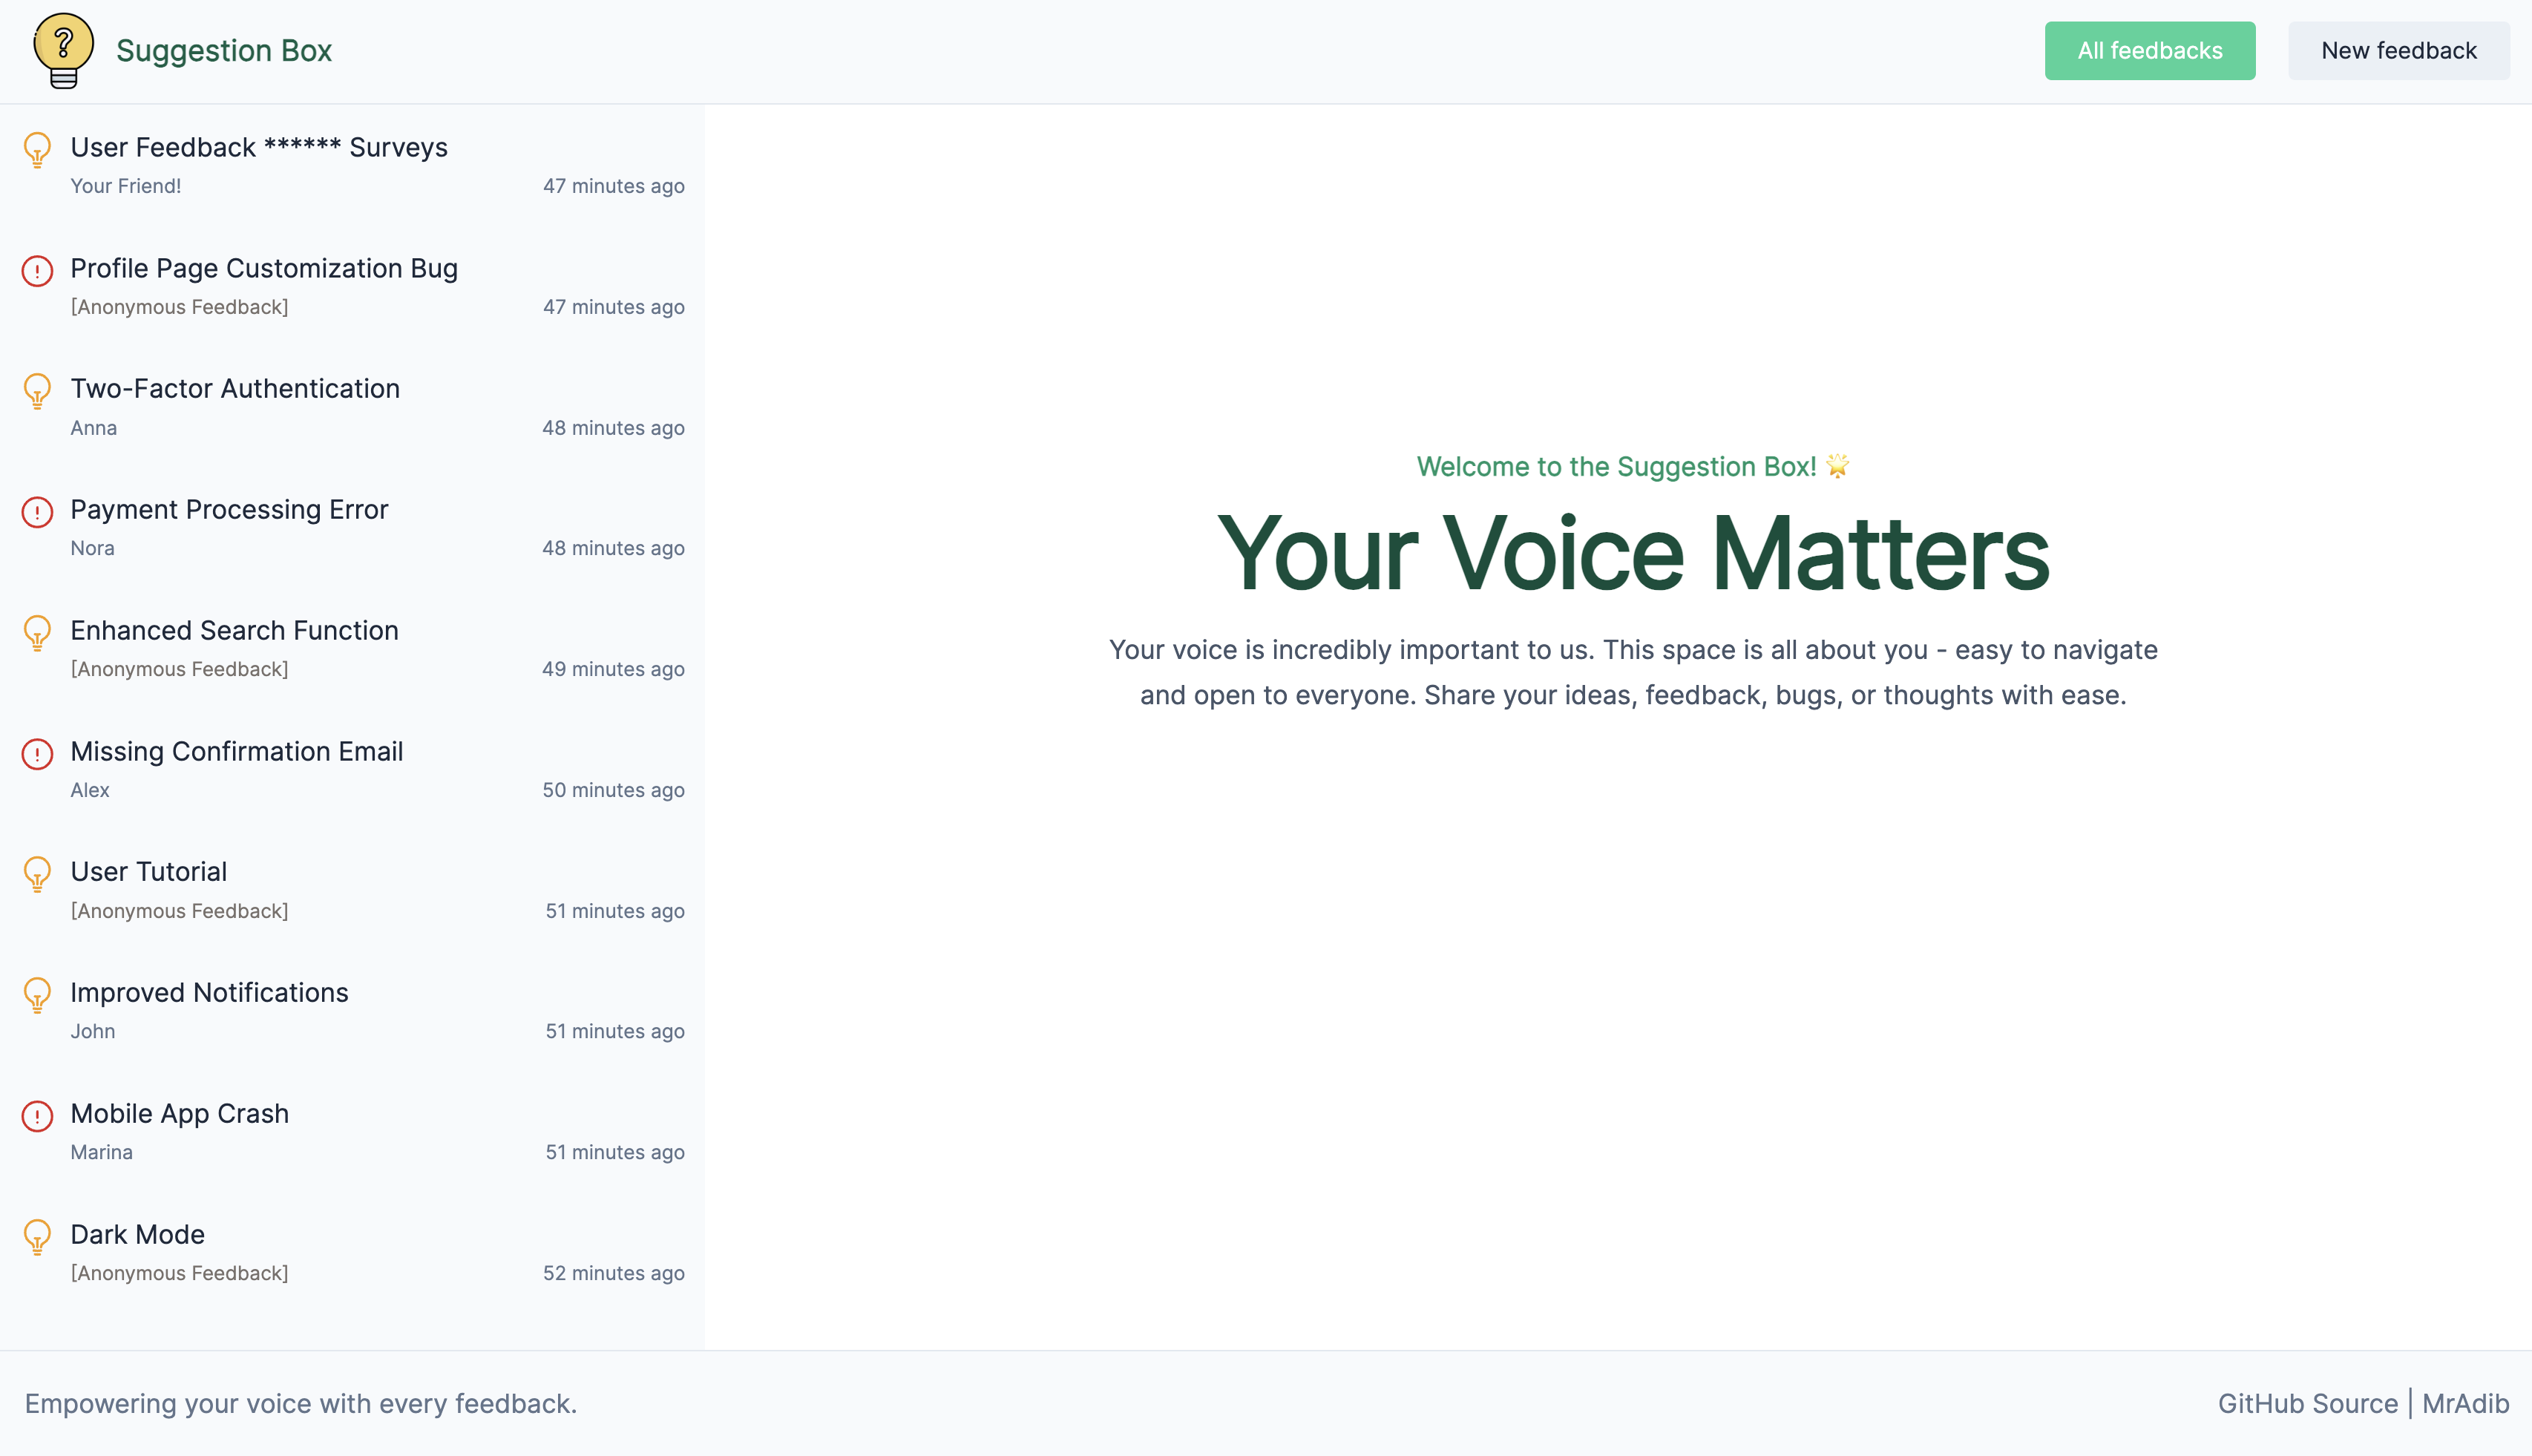 ?
Suggestion Box
All feedbacks
New feedback
User Feedback ****** Surveys
Your Friend!
47 minutes ago
Profile Page Customization Bug
[Anonymous Feedback]
47 minutes ago
Two-Factor Authentication
Anna
48 minutes ago
Payment Processing Error
Nora
48 minutes ago
Enhanced Search Function
[Anonymous Feedback]
49 minutes ago
Missing Confirmation Email
Alex
50 minutes ago
User Tutorial
[Anonymous Feedback]
51 minutes ago
Improved Notifications
John
51 minutes ago
Mobile App Crash
Marina
51 minutes ago
Dark Mode
[Anonymous Feedback]
52 minutes ago
Welcome to the Suggestion Box! 🌟
Your Voice Matters
Your voice is incredibly important to us. This space is all about you - easy to navigate
and open to everyone. Share your ideas, feedback, bugs, or thoughts with ease.
Empowering your voice with every feedback.
GitHub Source | MrAdib